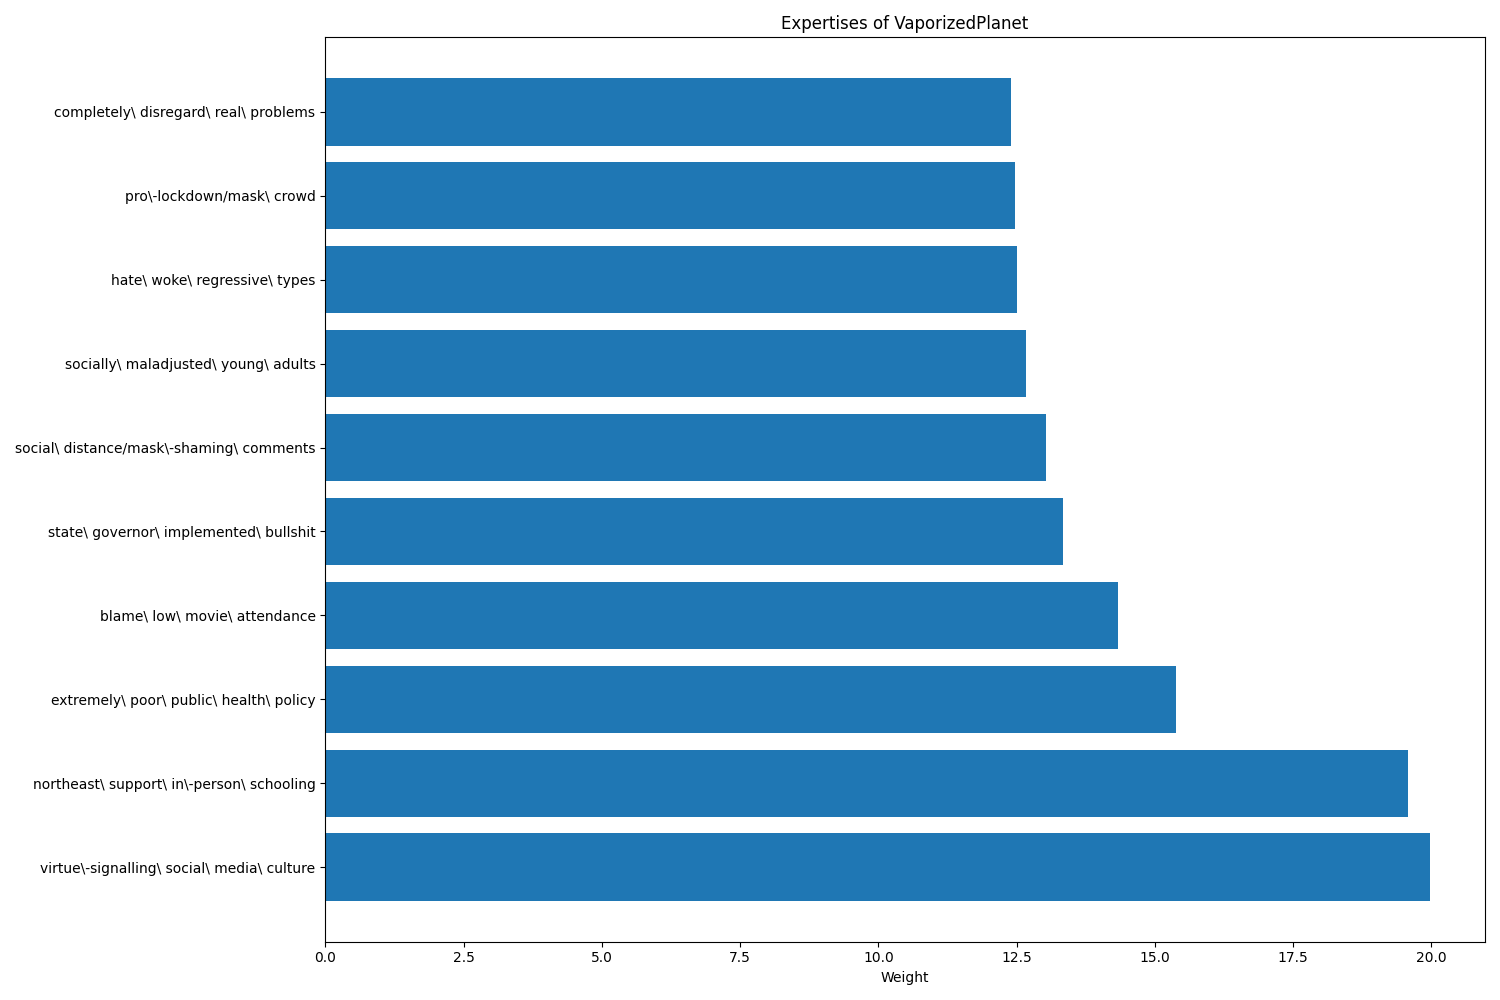 Expertises of VaporizedPlanet
completely\ disregard\ real\ problems
pro\-lockdown/mask\ crowd
hate\ woke\ regressive\ types
socially\ maladjusted\ young\ adults
social\ distance/mask\-shaming\ comments
state\ governor\ implemented\ bullshit
blame\ low\ movie\ attendance
extremely\ poor\ public\ health\ policy
northeast\ support\ in\-person\ schooling
virtue\-signalling\ social\ media\ culture
0.0 2.5 5.0 7.5 10.0 12.5 15.0 17.5 20.0
Weight